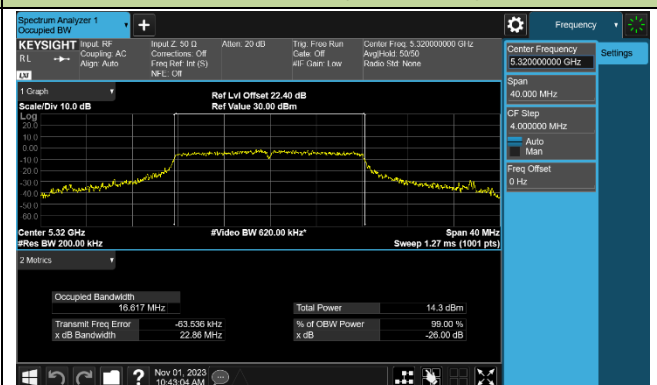 Spectrum Analyzer 1
Occupied BW
Frequency
KEYSIGHT Input: RF
RL Coupling: AC
Align: Auto
LXI
Input Z: 50 Ω
Corrections: Off
Freq Ref: Int (S)
NFE: Off
Atten: 20 dB
Trig: Free Run
Gate: Off
#IF Gain: Low
Center Freq: 5.320000000 GHz
Avg|Hold: 50/50
Radio Std: None
Center Frequency
5.320000000 GHz
Settings
Span
40.000 MHz
CF Step
4.000000 MHz
Auto
Man
Freq Offset
0 Hz
1 Graph
Scale/Div 10.0 dB
Ref Lvl Offset 22.40 dB
Ref Value 30.00 dBm
Log
20.0
10.0
0.00
-10.0
-20.0
-30.0
-40.0
-50.0
-60.0
Center 5.32 GHz
#Video BW 620.00 kHz*
Span 40 MHz
#Res BW 200.00 kHz
Sweep 1.27 ms (1001 pts)
2 Metrics
Occupied Bandwidth
16.617 MHz
Total Power 14.3 dBm
Transmit Freq Error -63.536 kHz
% of OBW Power 99.00 %
x dB Bandwidth 22.86 MHz
x dB -26.00 dB
?
Nov 01, 2023
10:43:04 AM